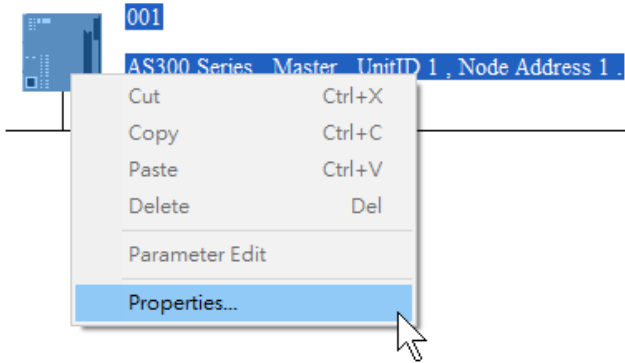 001
AS300 Series Master UnitID 1 , Node Address 1 .
Cut Ctrl+X
Copy Ctrl+C
Paste Ctrl+V
Delete Del
Parameter Edit
Properties...